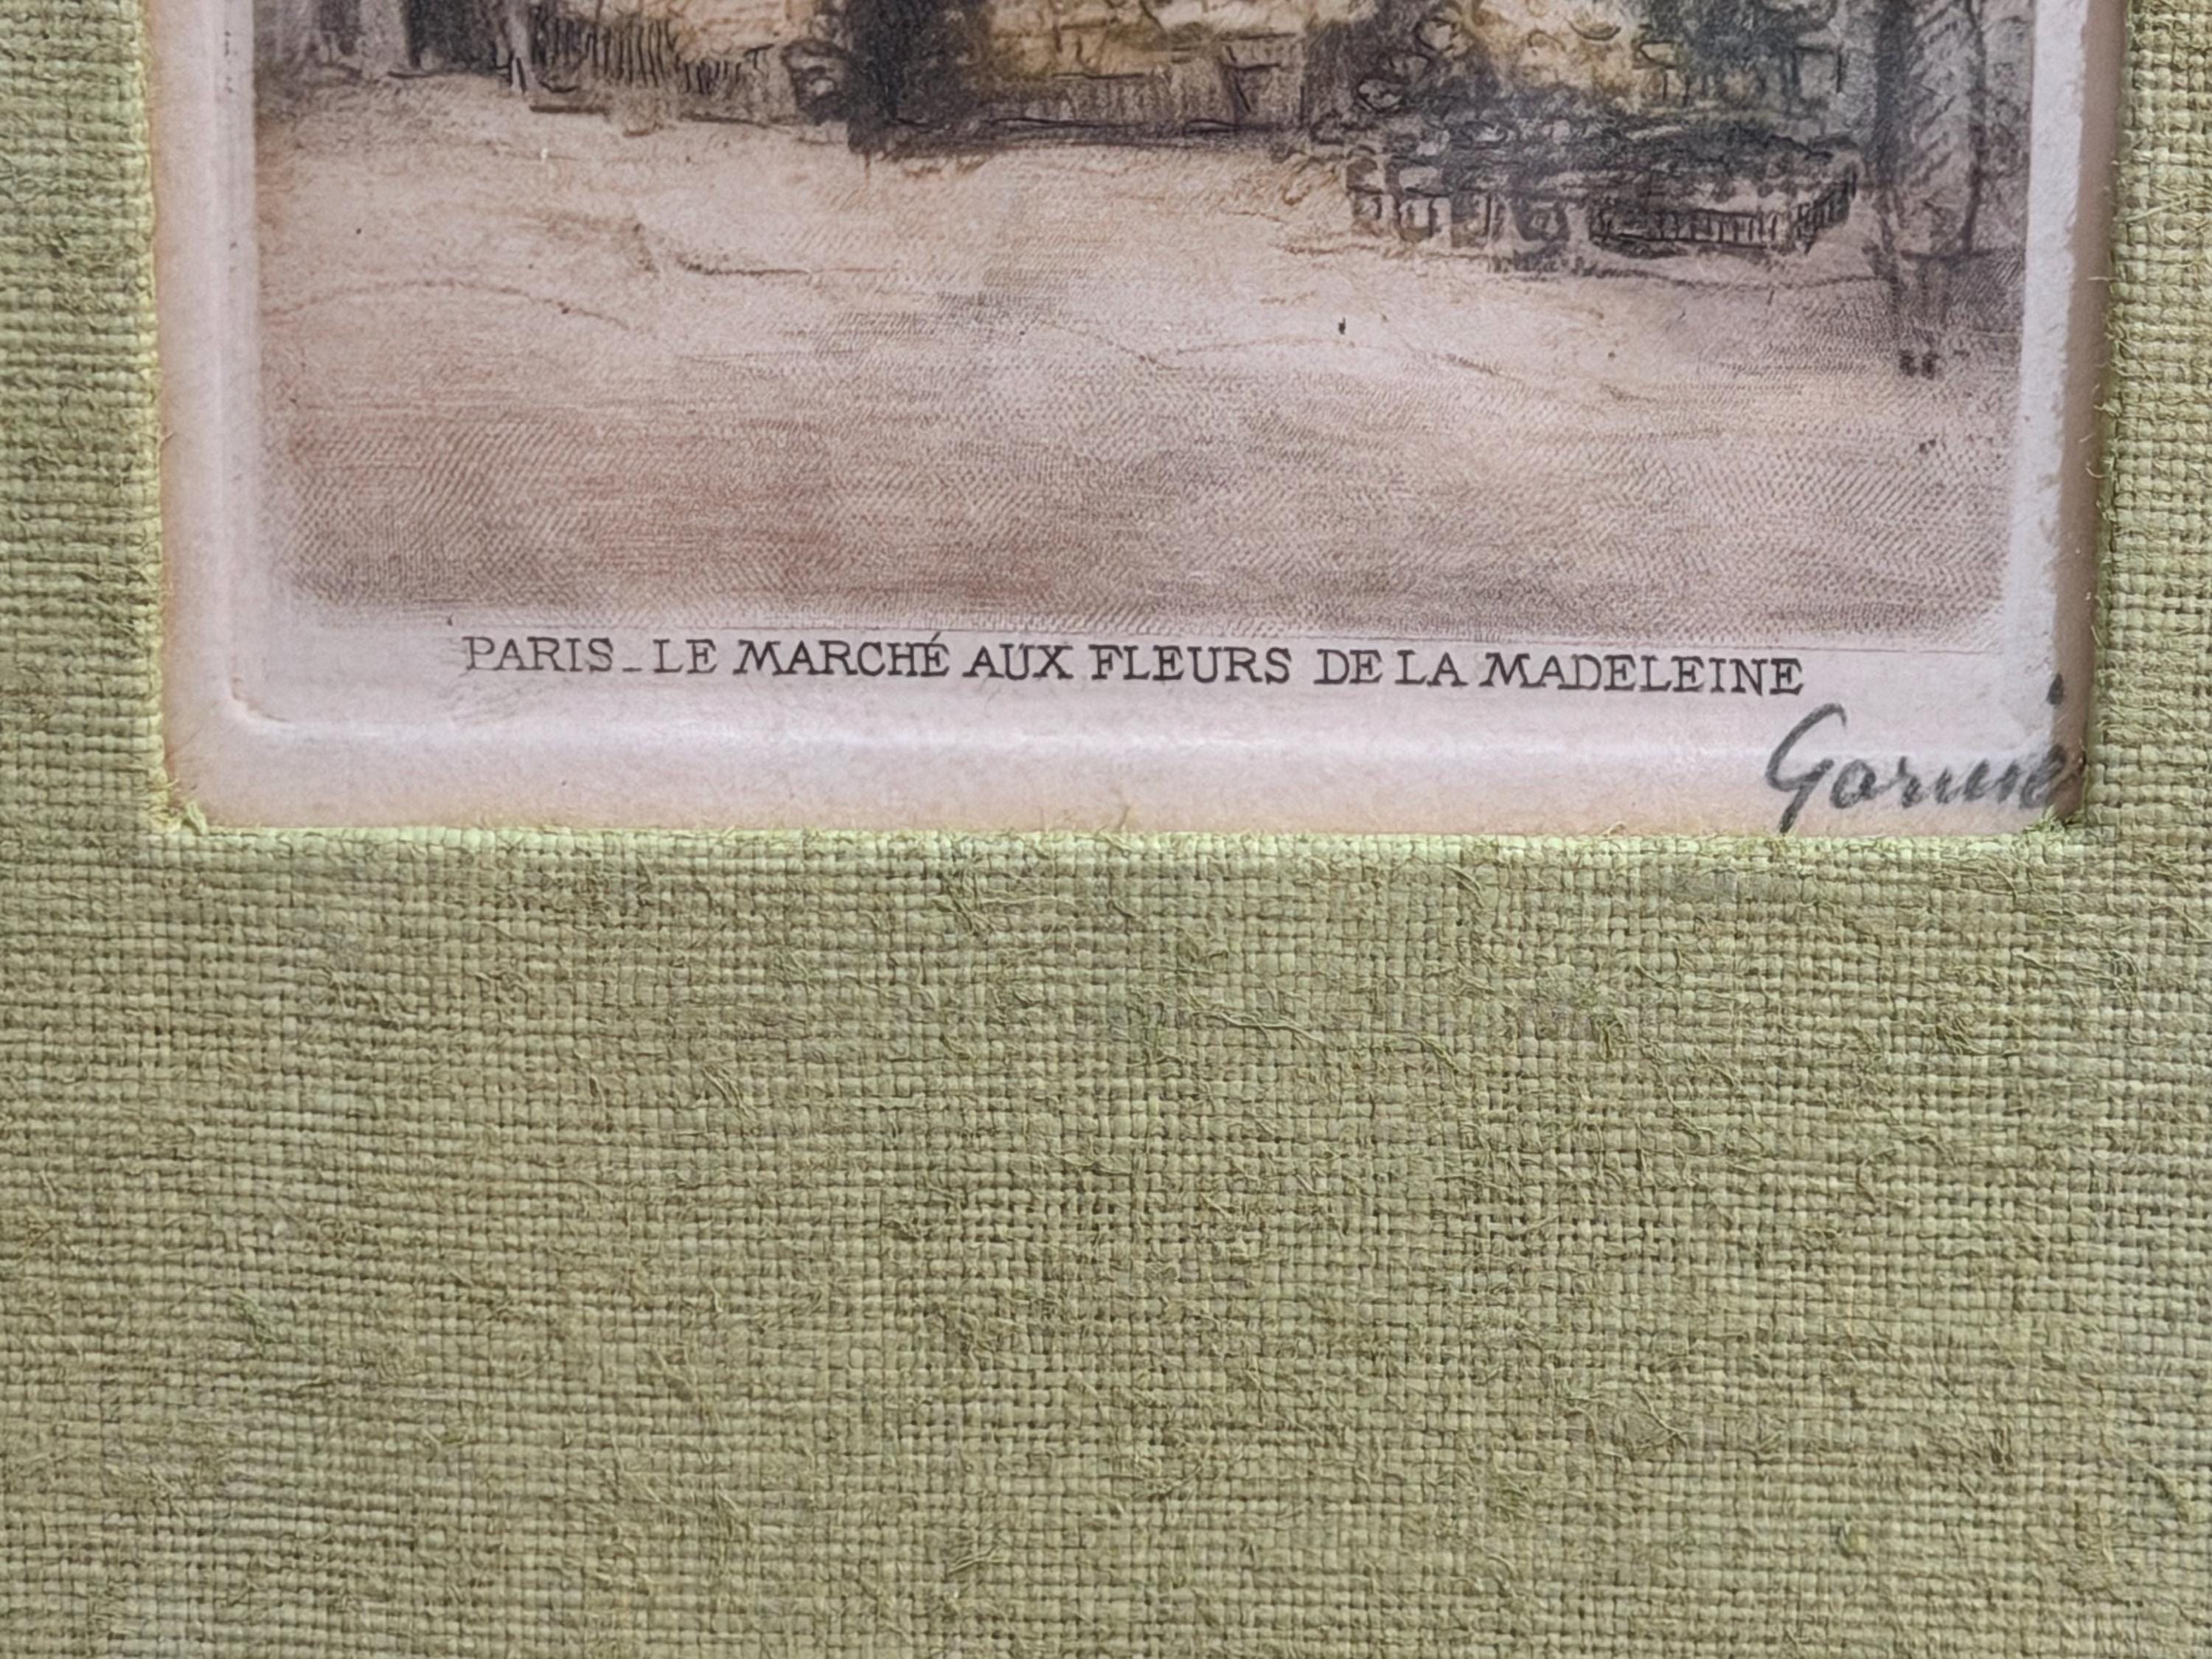 PARIS_LE MARCHÉ AUX FLEURS DE LA MADELEINE